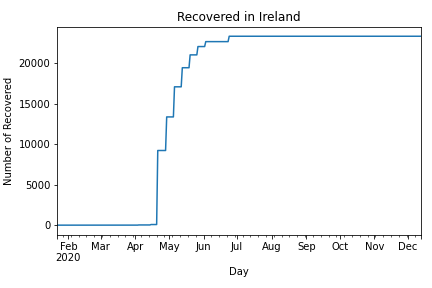 Recovered in Ireland
Number of Recovered
20000
15000
10000
5000
0
Feb Mar Apr May Jun Jul Aug Sep Oct Nov Dec
2020
Day